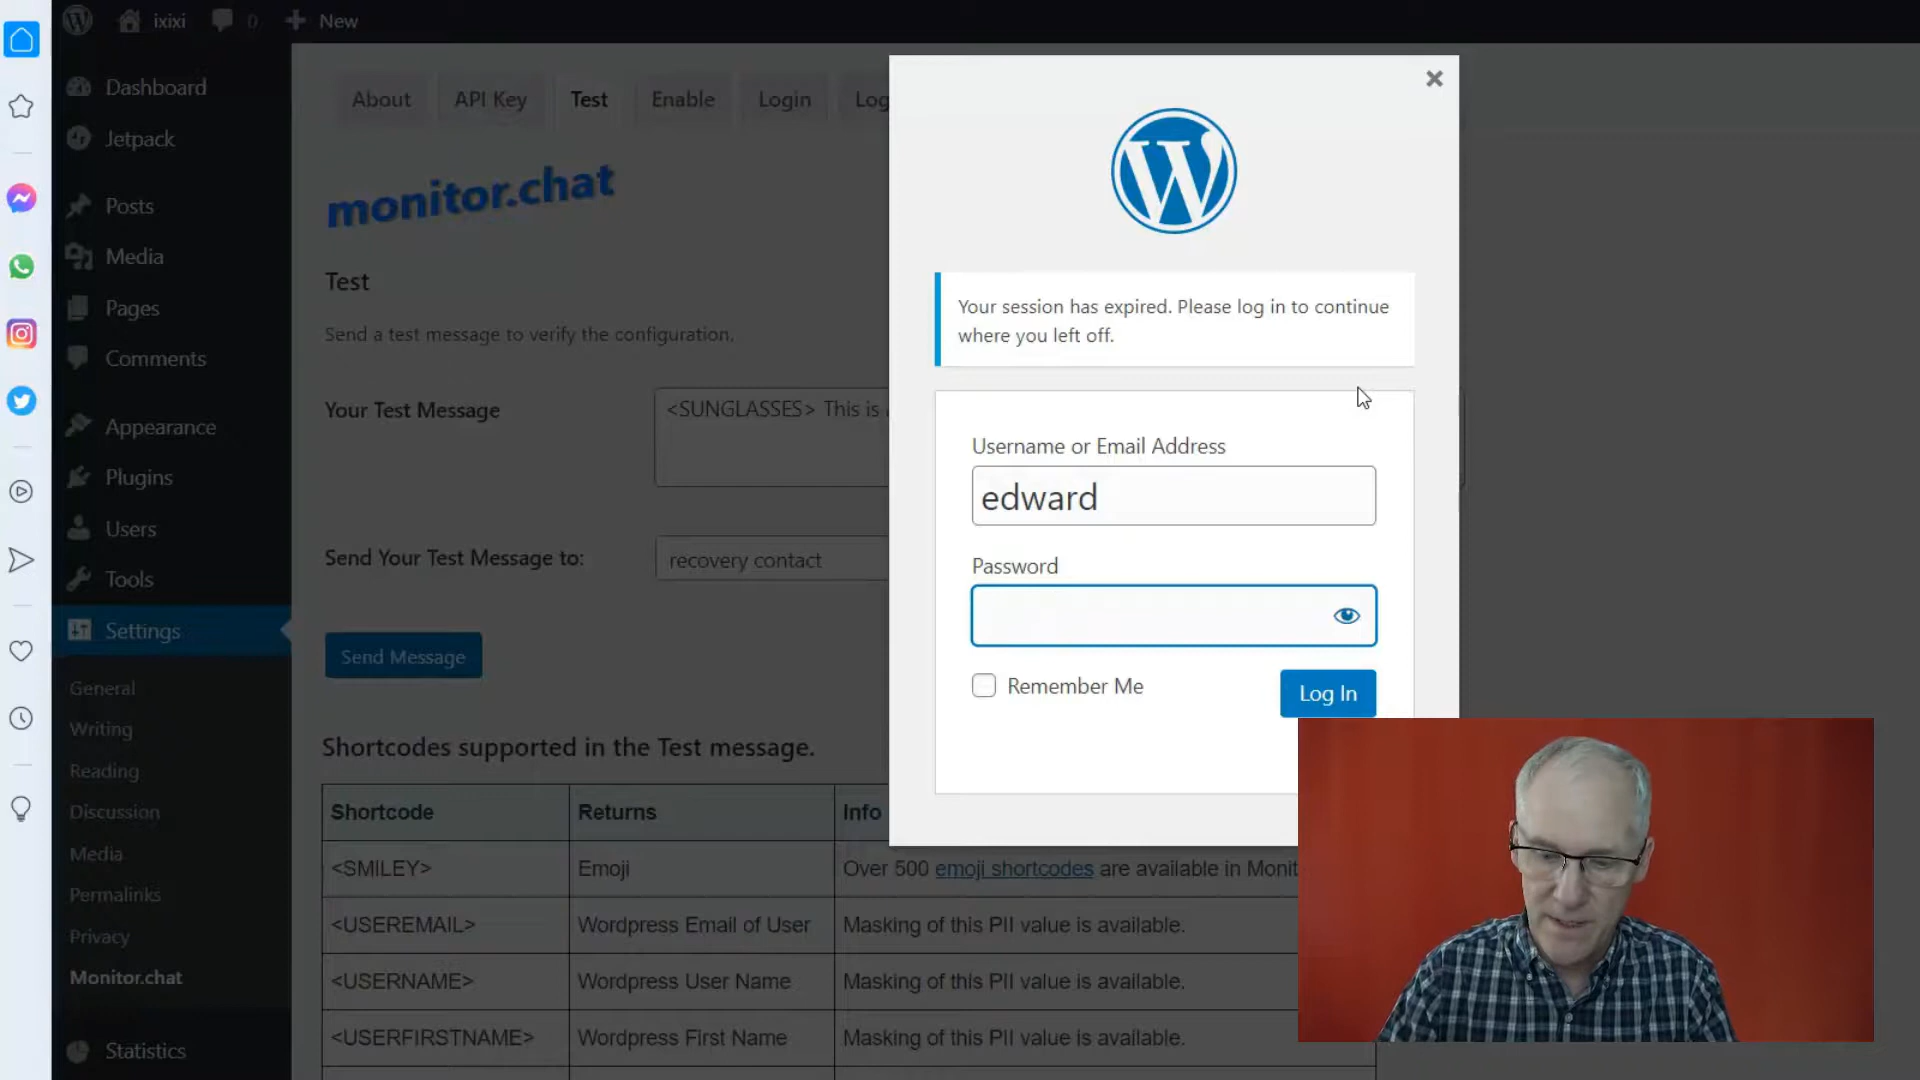 ixixi
0
New
Dashboard
Jetpack
Posts
Media
Pages
Comments
Appearance
Plugins
Users
Tools
Settings
General
Writing
Reading
Discussion
Media
Permalinks
Privacy
Monitor.chat
Statistics
About API Key Test Enable Login
monitor.chat
Test
Send a test message to verify the configuration.
Your Test Message
<SUNGLASSES> This is
Send Your Test Message to:
recovery contact
Send Message
Shortcodes supported in the Test message.
Shortcode Returns Info
<SMILEY> Emoji Over 500 emoji shortcodes are available in
<USEREMAIL> Wordpress Email of User Masking of this PII value is available.
<USERNAME> Wordpress User Name Masking of this PII value is available.
<USERFIRSTNAME> Wordpress First Name Masking of this PII value is available.
Your session has expired. Please log in to continue
where you left off.
Username or Email Address
edward
Password
Remember Me
Log In